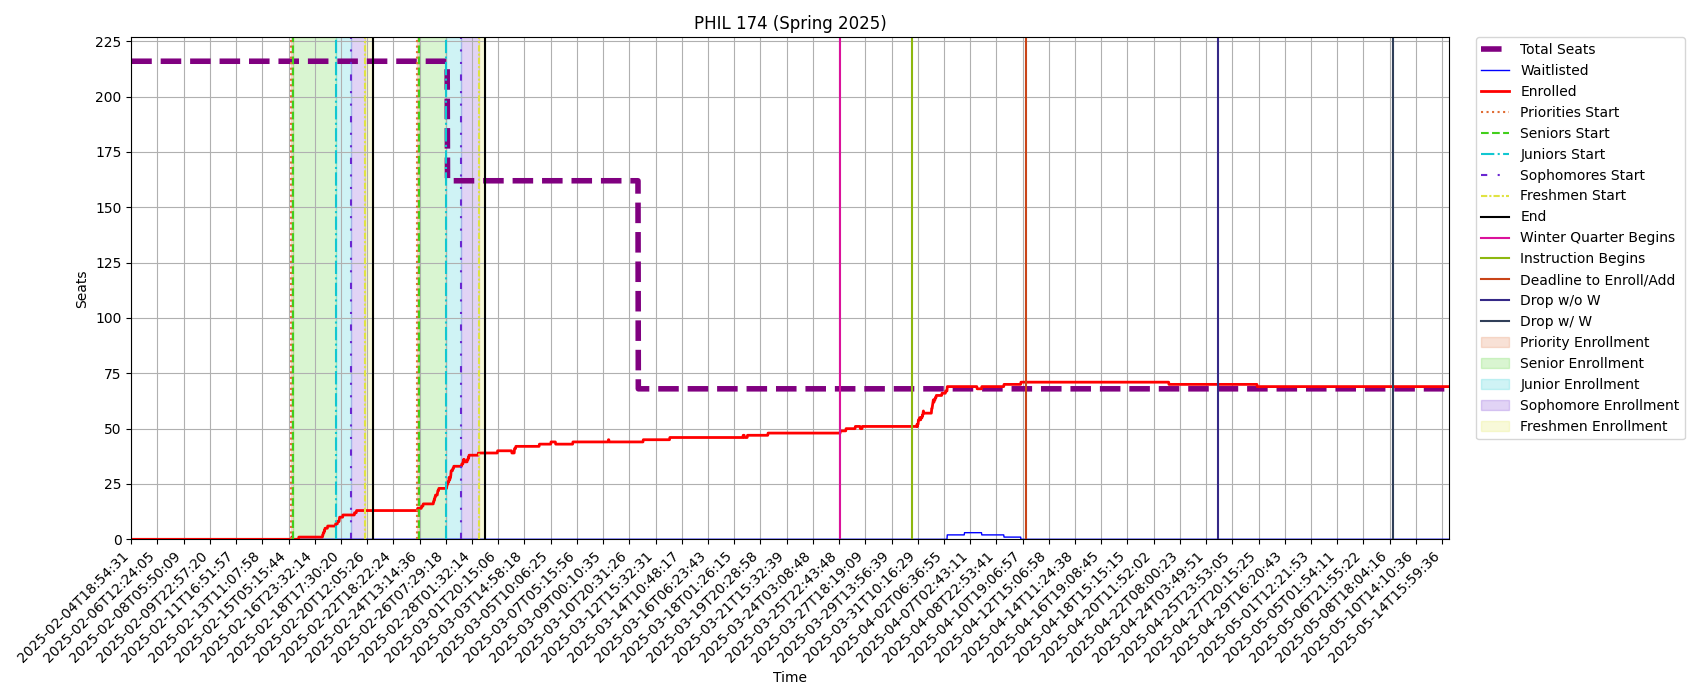 PHIL 174 (Spring 2025)
Seats
225
200
175
150
125
100
75
50
25
0
2025-02-04T18:54:31
2025-02-06T12:24:05
2025-02-08T05:50:09
2025-02-09T22:57:20
2025-02-11T16:51:57
2025-02-13T11:07:58
2025-02-15T05:15:44
2025-02-16T23:32:14
2025-02-18T17:30:20
2025-02-20T12:05:26
2025-02-22T18:22:24
2025-02-24T13:14:36
2025-02-26T07:29:18
2025-02-28T01:32:14
2025-03-01T20:15:06
2025-03-03T14:58:18
2025-03-05T10:06:25
2025-03-07T05:15:56
2025-03-09T00:10:35
2025-03-10T20:31:26
2025-03-12T15:32:31
2025-03-14T10:48:17
2025-03-16T06:23:43
2025-03-18T01:26:15
2025-03-19T20:28:58
2025-03-21T15:32:39
2025-03-24T03:08:48
2025-03-25T22:43:48
2025-03-27T18:19:09
2025-03-29T13:56:39
2025-03-31T10:16:29
2025-04-02T06:36:55
2025-04-07T02:43:11
2025-04-08T22:53:41
2025-04-10T19:06:57
2025-04-12T15:06:58
2025-04-14T11:24:38
2025-04-16T19:08:45
2025-04-18T15:15:15
2025-04-20T11:52:02
2025-04-22T08:00:23
2025-04-24T03:49:51
2025-04-25T23:53:05
2025-04-27T20:15:25
2025-04-29T16:20:43
2025-05-01T12:21:53
2025-05-05T01:54:11
2025-05-06T21:55:22
2025-05-08T18:04:16
2025-05-10T14:10:36
2025-05-14T15:59:36
Time
Total Seats
Waitlisted
Enrolled
Priorities Start
Seniors Start
Juniors Start
Sophomores Start
Freshmen Start
End
Winter Quarter Begins
Instruction Begins
Deadline to Enroll/Add
Drop w/o W
Drop w/ W
Priority Enrollment
Senior Enrollment
Junior Enrollment
Sophomore Enrollment
Freshmen Enrollment